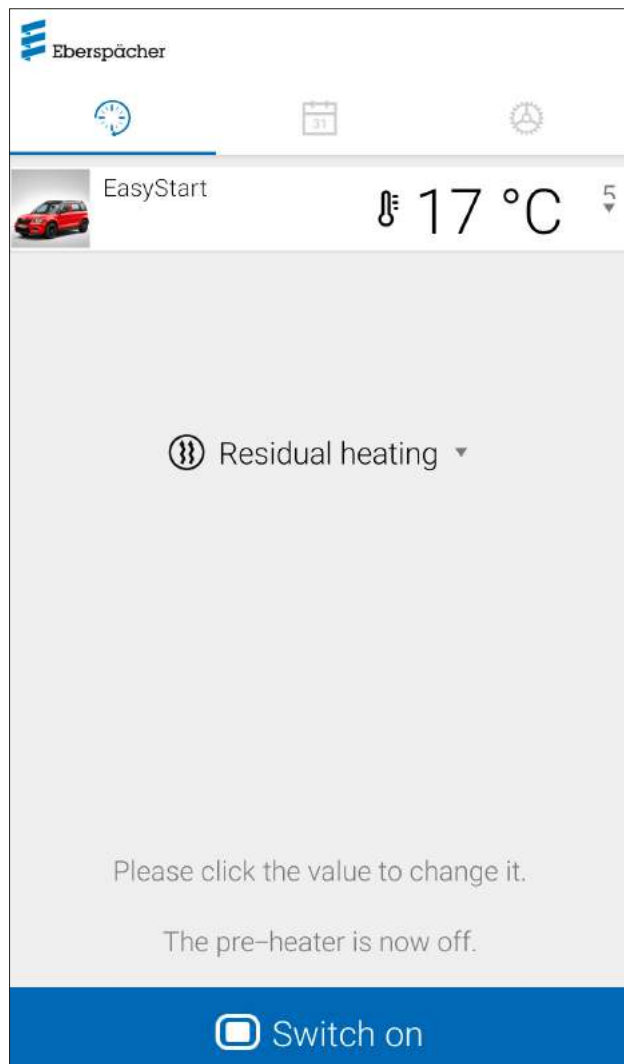 Eberspächer
31
EasyStart
17 °C
5
Residual heating
Please click the value to change it.
The pre-heater is now off.
Switch on